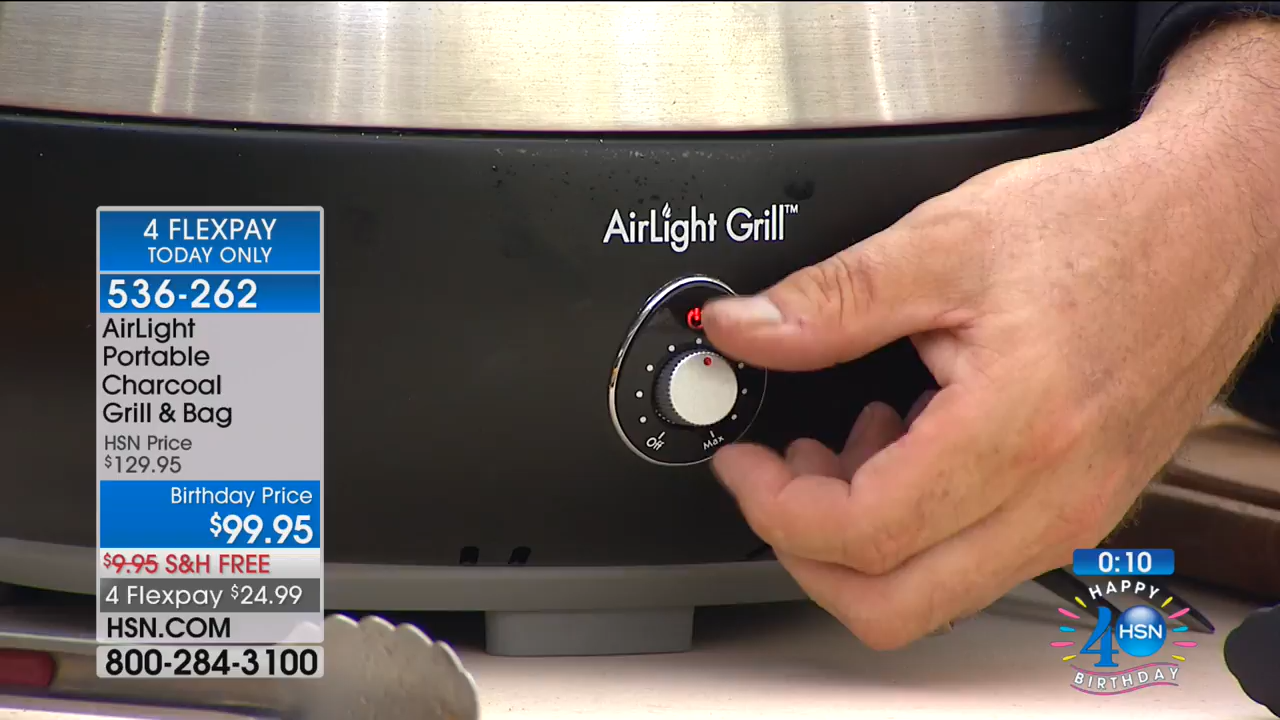 4 FLEXPAY
TODAY ONLY
536-262
AirLight
Portable
Charcoal
Grill & Bag
HSN Price
$129.95
Birthday Price
$99.95
$9.95 S&H FREE
4 Flexpay $24.99
HSN.COM
800-284-3100
AirLight Grill™
Off
Max
0:10
HAPPY
40
HSN
BIRTHDAY